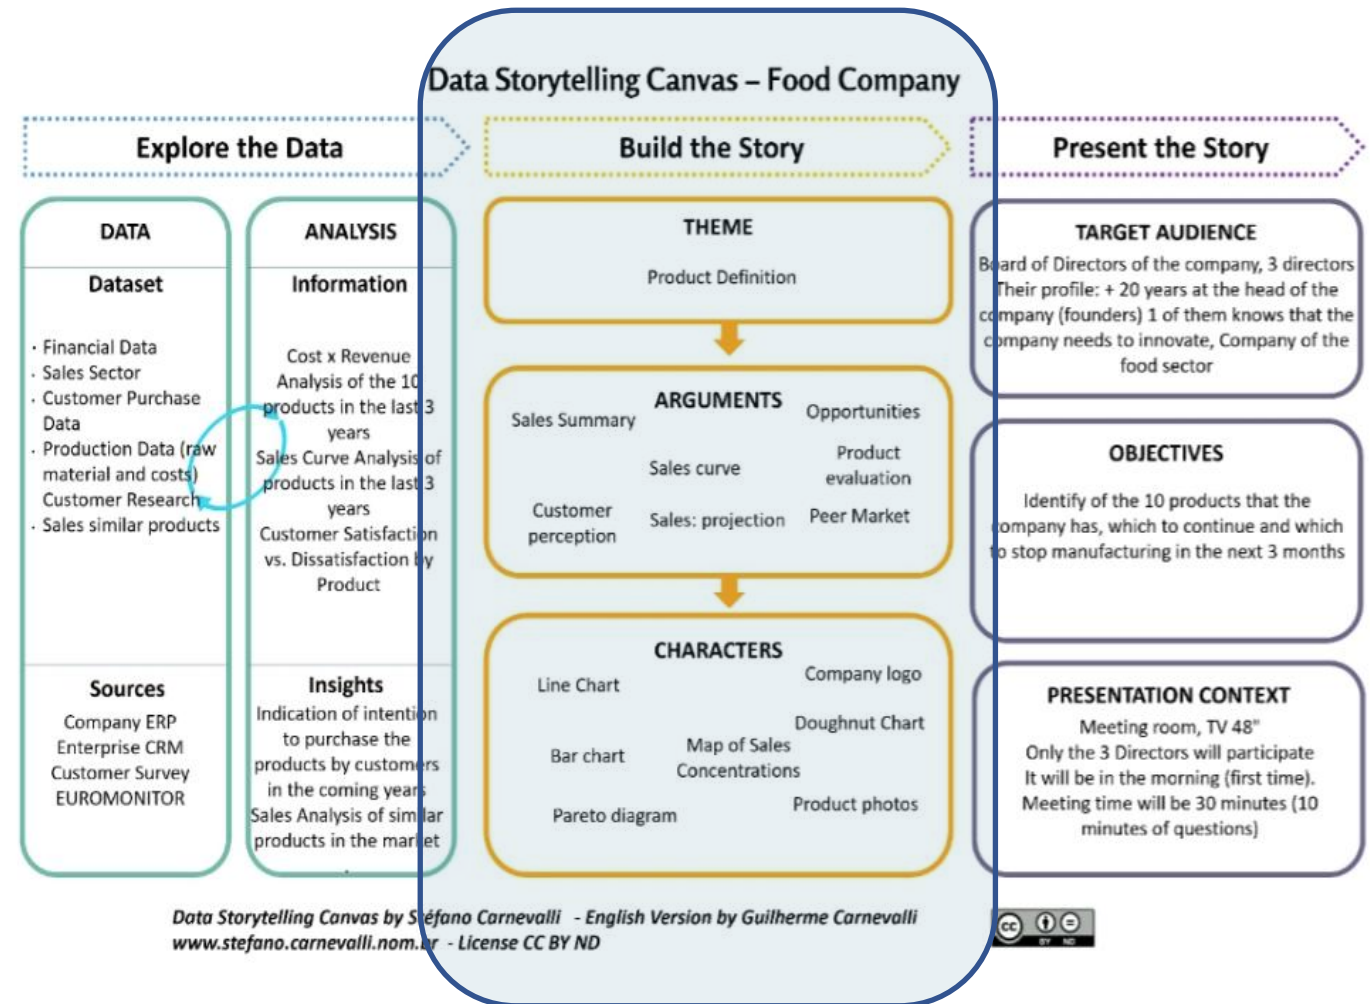 Data Storytelling Canvas – Food Company
Explore the Data
Build the Story
Present the Story
DATA
Dataset
· Financial Data
· Sales Sector
· Customer Purchase
Data
· Production Data (raw
material and costs)
Customer Research
· Sales similar products
Sources
Company ERP
Enterprise CRM
Customer Survey
EUROMONITOR
ANALYSIS
Information
Cost x Revenue
Analysis of the 10
products in the last 3
years
Sales Curve Analysis of
products in the last 3
years
Customer Satisfaction
vs. Dissatisfaction by
Product
Insights
Indication of intention
to purchase the
products by customers
in the coming years
Sales Analysis of similar
products in the market
.
THEME
Product Definition
ARGUMENTS
Sales Summary
Opportunities
Sales curve
Product
evaluation
Customer
perception
Sales: projection
Peer Market
CHARACTERS
Line Chart
Company logo
Doughnut Chart
Bar chart
Map of Sales
Concentrations
Product photos
Pareto diagram
TARGET AUDIENCE
Board of Directors of the company, 3 directors
Their profile: + 20 years at the head of the
company (founders) 1 of them knows that the
company needs to innovate, Company of the
food sector
OBJECTIVES
Identify of the 10 products that the
company has, which to continue and which
to stop manufacturing in the next 3 months
PRESENTATION CONTEXT
Meeting room, TV 48"
Only the 3 Directors will participate
It will be in the morning (first time).
Meeting time will be 30 minutes (10
minutes of questions)
Data Storytelling Canvas by Stéfano Carnevalli - English Version by Guilherme Carnevalli
www.stefano.carnevalli.nom.br - License CC BY ND
cc
BY ND